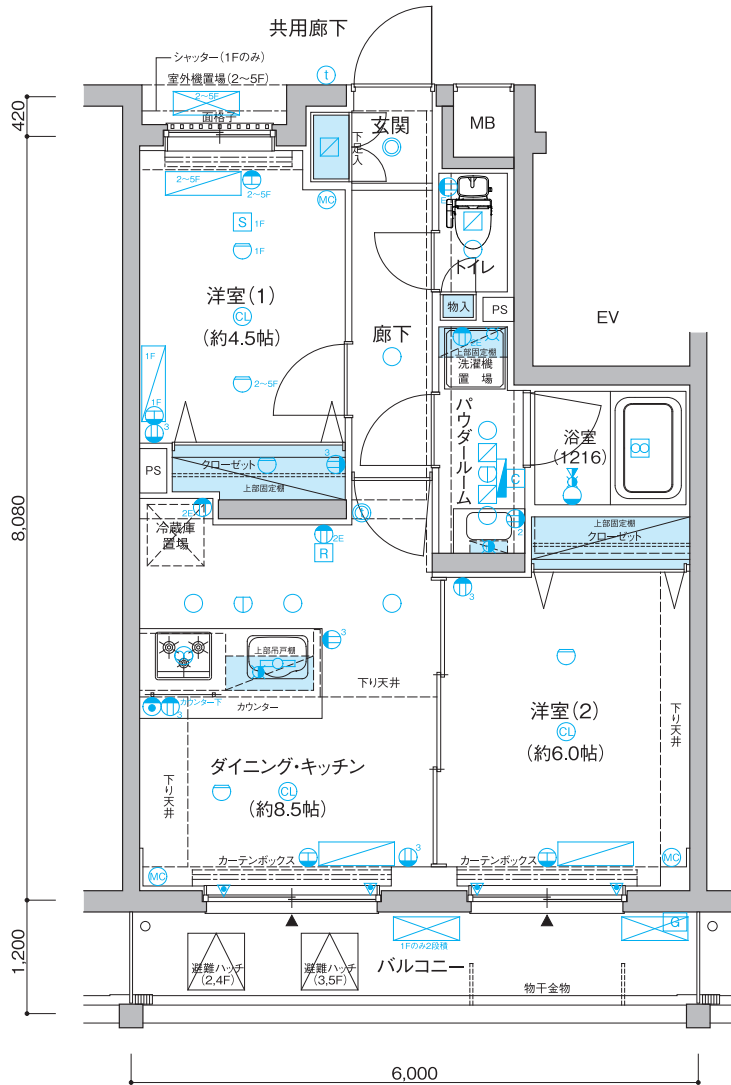 共用廊下
シャッター(1Fのみ)
室外機置場(2〜5F)
2〜5F
面格子
t
玄関
下足入
MB
420
2〜5F
2〜5F
MC
S 1F
1F
E
トイレ
洋室(1)
CL
(約4.5帖)
物入
PS
EV
廊下
2E
上部固定棚
洗濯機
置場
1F
2〜5F
1F
3
パウダールーム
浴室
(1216)
PS
クローゼット
3
上部固定棚
C
8,080
2E
冷蔵庫
置場
t
2E
R
2
上部固定棚
クローゼット
3
3
上部吊戸棚
下り天井
カウンター下
3
カウンター
洋室(2)
CL
(約6.0帖)
下り天井
ダイニング・キッチン
CL
(約8.5帖)
下り天井
カーテンボックス
3
カーテンボックス
MC
MC
G
1Fのみ2段積
避難ハッチ
(2,4F)
避難ハッチ
(3,5F)
バルコニー
物干金物
1,200
6,000